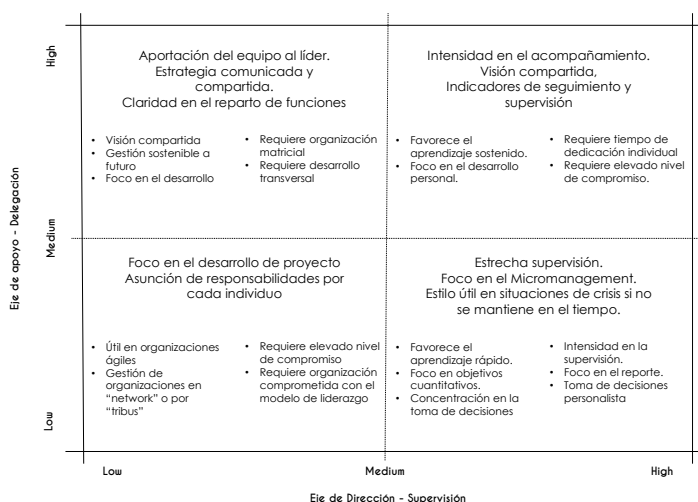 High
Aportación del equipo al líder.
Estrategia comunicada y
compartida.
Claridad en el reparto de funciones
• Visión compartida
• Gestión sostenible a
futuro
• Foco en el desarrollo
• Requiere organización
matricial
• Requiere desarrollo
transversal
Intensidad en el acompañamiento.
Visión compartida,
Indicadores de seguimiento y
supervisión
• Favorece el
aprendizaje sostenido.
• Foco en el desarrollo
personal.
• Requiere tiempo de
dedicación individual
• Requiere elevado nivel
de compromiso.
Eje de apoyo - Delegación
Medium
Foco en el desarrollo de proyecto
Asunción de responsabilidades por
cada individuo
• Útil en organizaciones
ágiles
• Gestión de
organizaciones en
“network” o por
“tribus”
• Requiere elevado nivel
de compromiso
• Requiere organización
comprometida con el
modelo de liderazgo
Estrecha supervisión.
Foco en el Micromanagement.
Estilo útil en situaciones de crisis si no
se mantiene en el tiempo.
• Favorece el
aprendizaje rápido.
• Foco en objetivos
cuantitativos.
• Concentración en la
toma de decisiones
• Intensidad en la
supervisión.
• Foco en el reporte.
• Toma de decisiones
personalista
Low
Low
Medium
High
Eje de Dirección - Supervisión